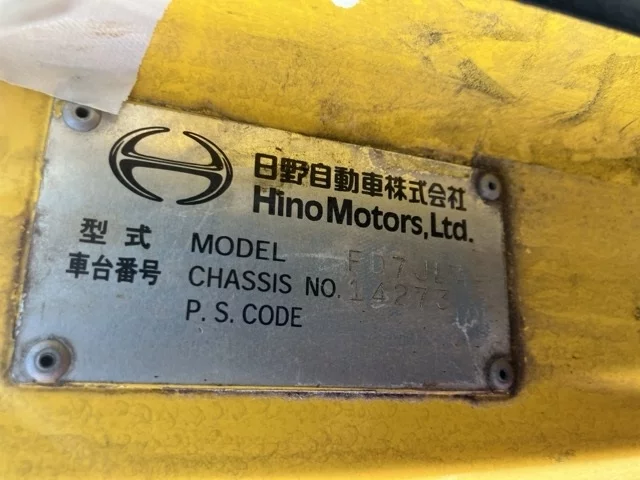 日野自動車株式会社
Hino Motors, Ltd.
型式 MODEL
車台番号 CHASSIS NO.
P. S. CODE